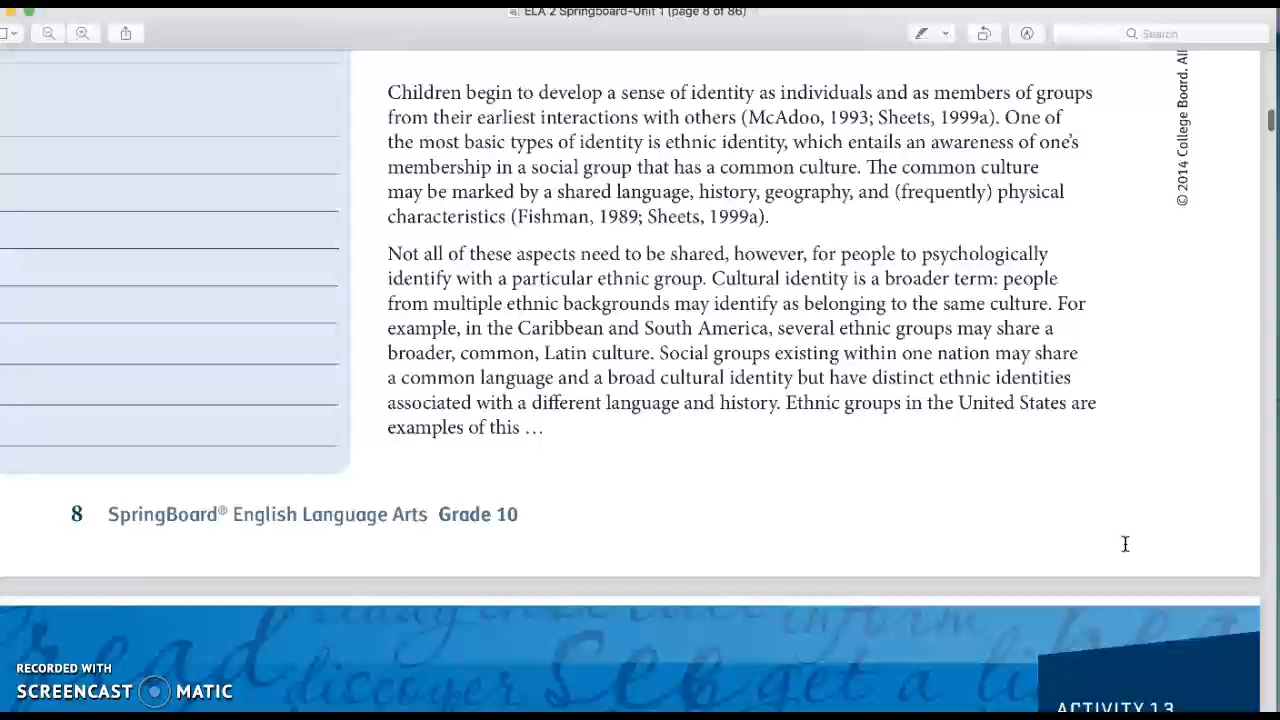 ELA 2 Springboard-Unit 1 (page 8 of 86)
Search
Children begin to develop a sense of identity as individuals and as members of groups
from their earliest interactions with others (McAdoo, 1993; Sheets, 1999a). One of
the most basic types of identity is ethnic identity, which entails an awareness of one's
membership in a social group that has a common culture. The common culture
may be marked by a shared language, history, geography, and (frequently) physical
characteristics (Fishman, 1989; Sheets, 1999a).
Not all of these aspects need to be shared, however, for people to psychologically
identify with a particular ethnic group. Cultural identity is a broader term: people
from multiple ethnic backgrounds may identify as belonging to the same culture. For
example, in the Caribbean and South America, several ethnic groups may share a
broader, common, Latin culture. Social groups existing within one nation may share
a common language and a broad cultural identity but have distinct ethnic identities
associated with a different language and history. Ethnic groups in the United States are
examples of this …
© 2014 College Board. All
8 SpringBoard® English Language Arts Grade 10
read
discover see get a li
inform
RECORDED WITH
SCREENCAST MATIC
ACTIVITY 1.3